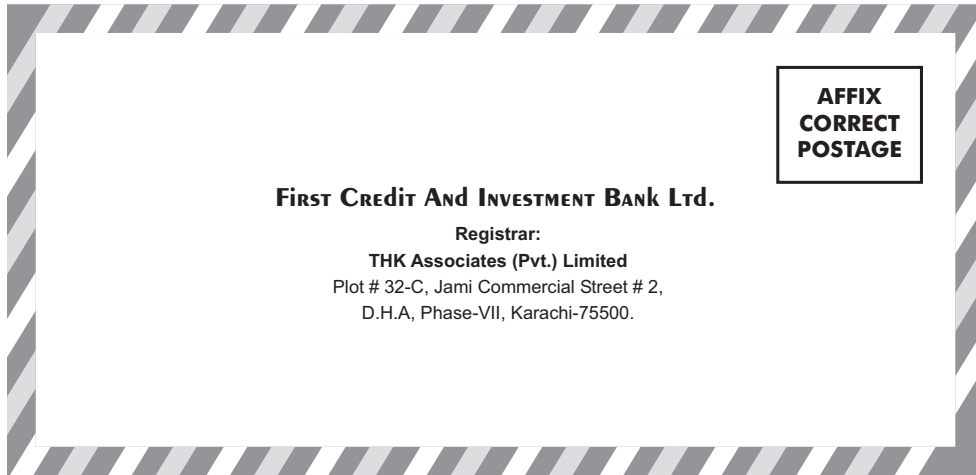 AFFIX
CORRECT
POSTAGE
First Credit And Investment Bank Ltd.
Registrar:
THK Associates (Pvt.) Limited
Plot # 32-C, Jami Commercial Street # 2,
D.H.A, Phase-VII, Karachi-75500.